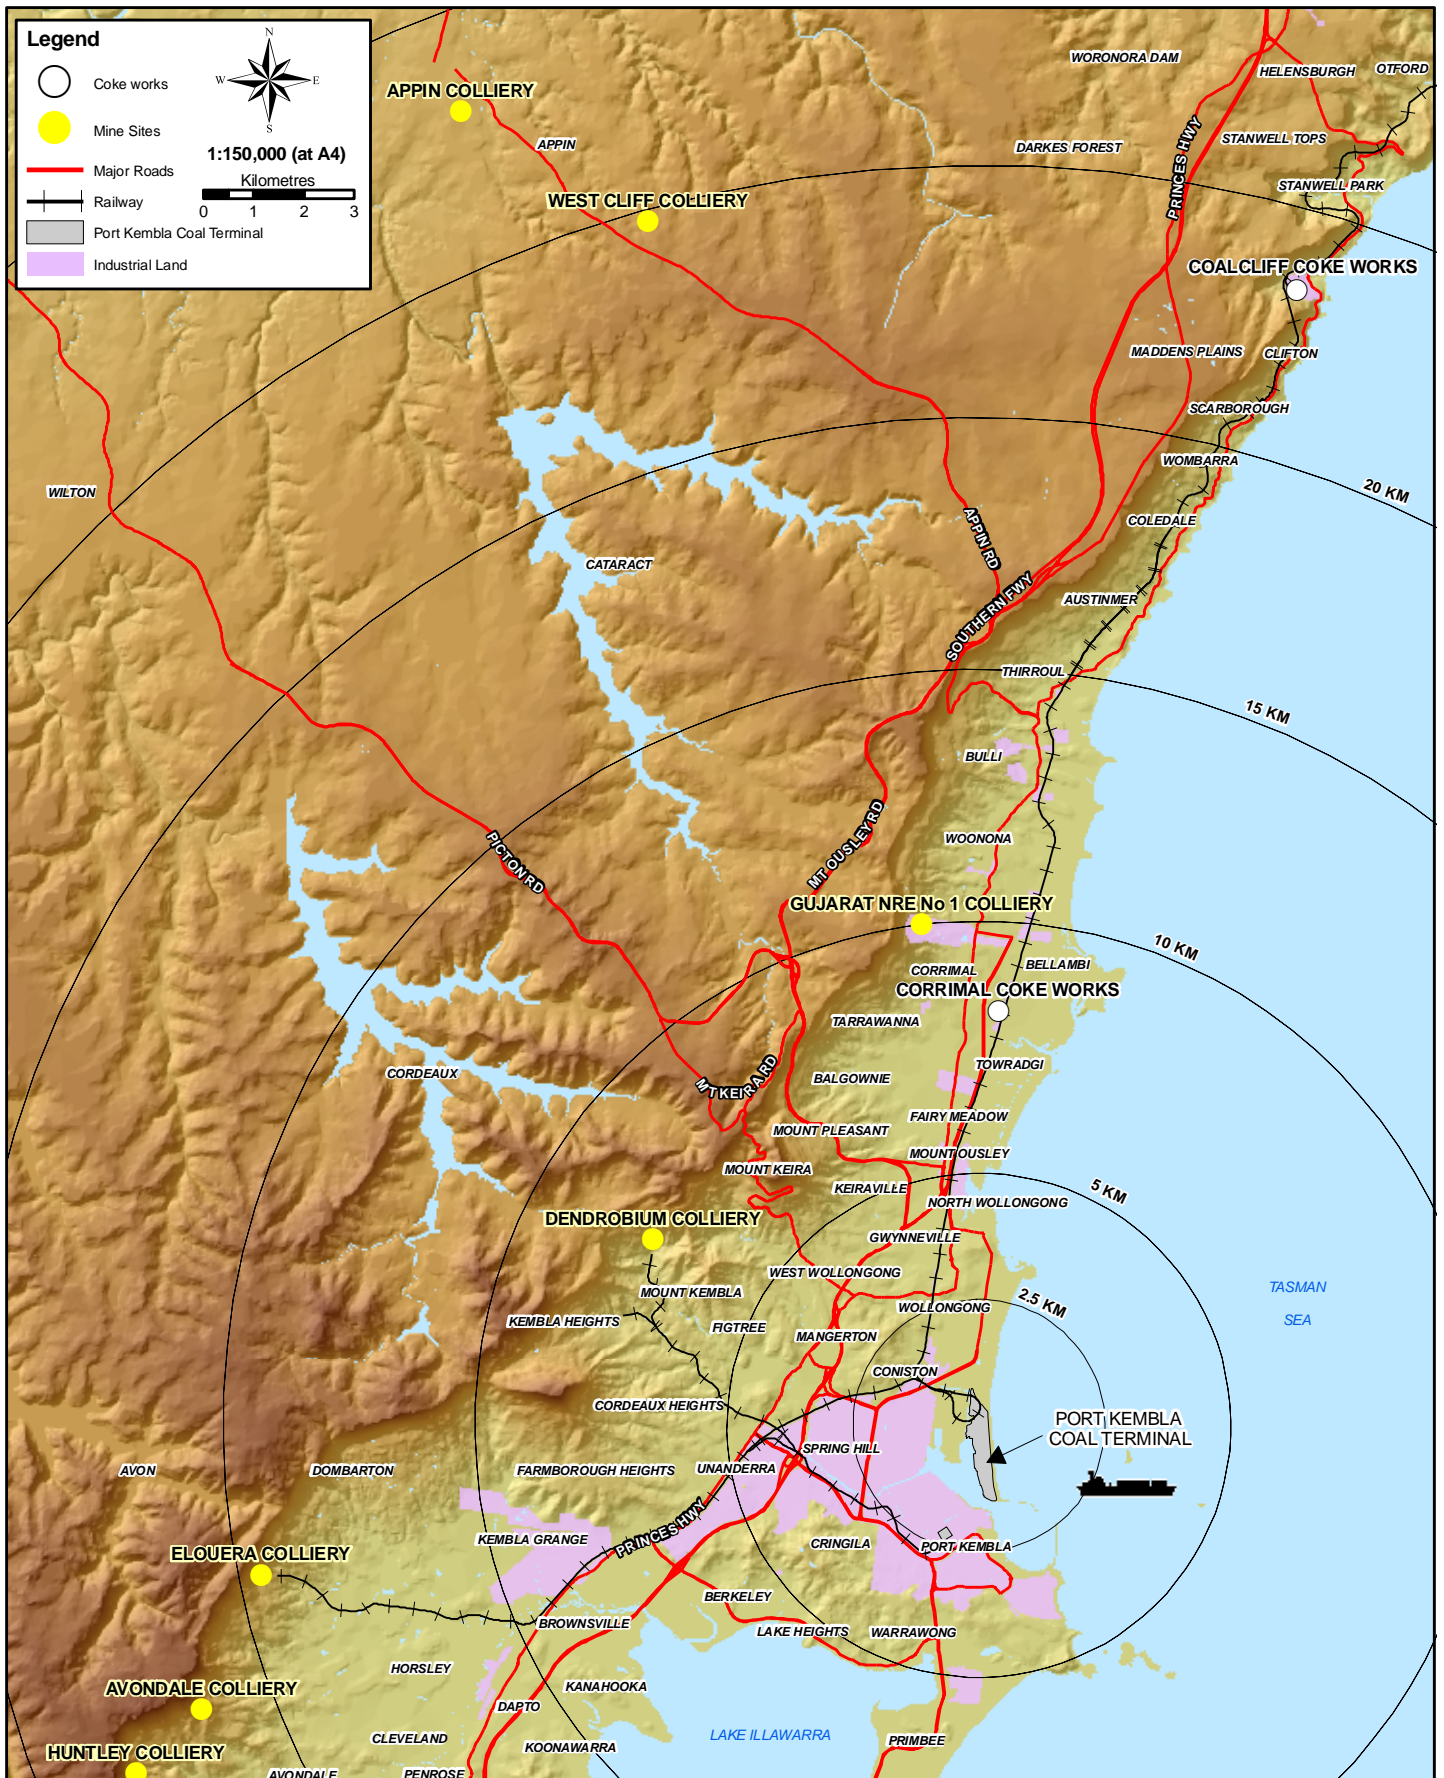 Legend
Coke works
Mine Sites
Major Roads
Railway
Port Kembla Coal Terminal
Industrial Land
N
W
E
S
1:150,000 (at A4)
Kilometres
0 1 2 3
WORONORA DAM
HELENSBURGH
OTFORD
APPIN COLLIERY
APPIN
DARKES FOREST
PRINCES HWY
STANWELL TOPS
STANWELL PARK
WEST CLIFF COLLIERY
COALCLIFF COKE WORKS
MADDENS PLAINS
CLIFTON
SCARBOROUGH
WOMBARRA
WILTON
20 KM
COLEDALE
APPIN RD
CATARACT
AUSTINMER
SOUTHERN FWY
THIRROUL
15 KM
BULLI
WOONONA
PICTON RD
MT OUSLEY RD
GUJARAT NRE No 1 COLLIERY
10 KM
CORRIMAL
BELLAMBI
CORRIMAL COKE WORKS
TARRAWANNA
TOWRADGI
CORDEAUX
BALGOWNIE
MT KEIRA RD
FAIRY MEADOW
MOUNT PLEASANT
MOUNT OUSLEY
MOUNT KEIRA
KEIRAVILLE
5 KM
NORTH WOLLONGONG
DENDROBIUM COLLIERY
GWYNNEVILLE
WEST WOLLONGONG
MOUNT KEMBLA
TASMAN
SEA
2.5 KM
WOLLONGONG
KEMBLA HEIGHTS
FIGTREE
MANGERTON
CONISTON
CORDEAUX HEIGHTS
PORT KEMBLA
COAL TERMINAL
SPRING HILL
AVON
DOMBARTON
FARMBOROUGH HEIGHTS
UNANDERRA
PRINCES HWY
KEMBLA GRANGE
CRINGILA
PORT KEMBLA
ELOUERA COLLIERY
BERKELEY
BROWNSVILLE
LAKE HEIGHTS
WARRAWONG
HORSLEY
AVONDALE COLLIERY
KANAHOOKA
DAPTO
CLEVELAND
LAKE ILLAWARRA
PRIMBEE
HUNTLEY COLLIERY
KOONAWARRA
AVONDALE
PENROSE